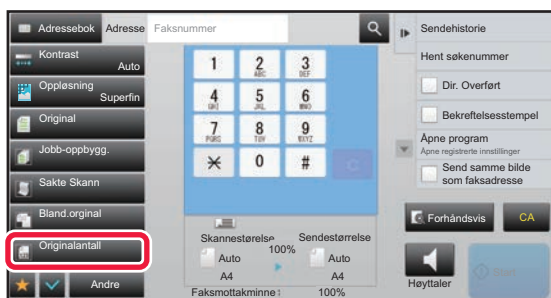 Adressebok
Adresse
Faksnummer
Kontrast
Auto
Oppløsning
Superfin
Original
Jobb-oppbygg.
Sakte Skann
Bland.orginal
Originalantall
Andre
1
2
ABC
3
DEF
4
GHI
5
JKL
6
MNO
7
PQRS
8
TUV
9
WXYZ
0
#
C
Skannestørelse
100%
Sendestørrelse
Auto
A4
Auto
A4
Faksmottakminne:
100%
Sendehistorie
Hent søkenummer
Dir. Overført
Bekreftelsesstempel
Åpne program
Åpne registrerte innstillinger
Send samme bilde
som faksadresse
Forhåndsvis
CA
Høyttaler
Start